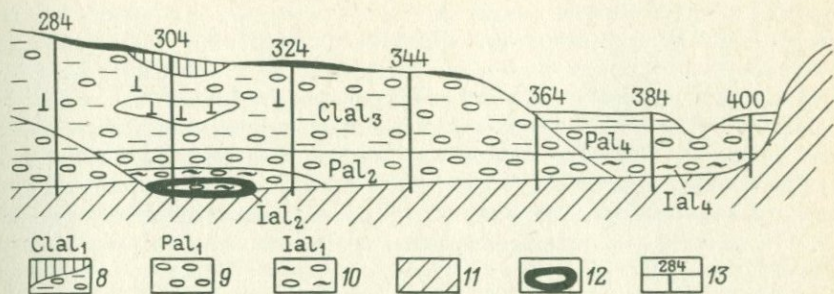 284
304
324
344
364
384
400
Clal₃
Pal₄
Pal₂
Ial₂
Ial₄
Clal₁ Pal₁ Ial₁ 284
8 9 10 11 12 13